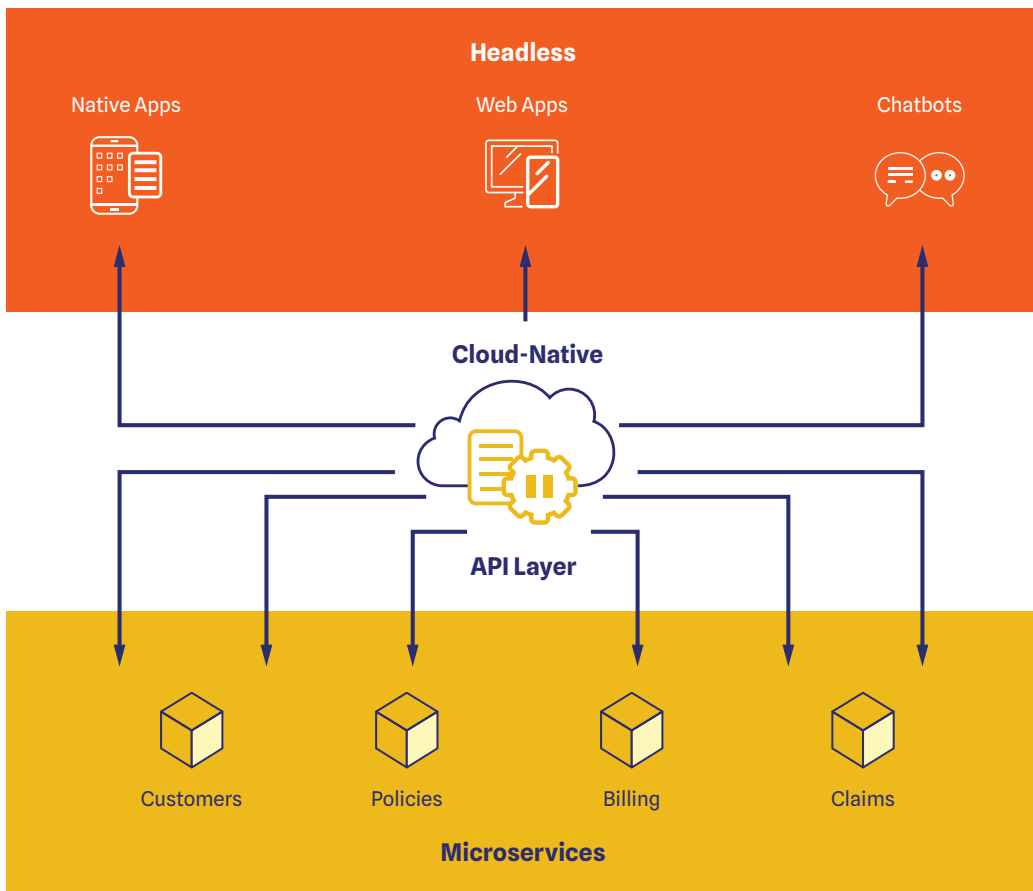 Headless
Native Apps
Web Apps
Chatbots
Cloud-Native
API Layer
Customers
Policies
Billing
Claims
Microservices